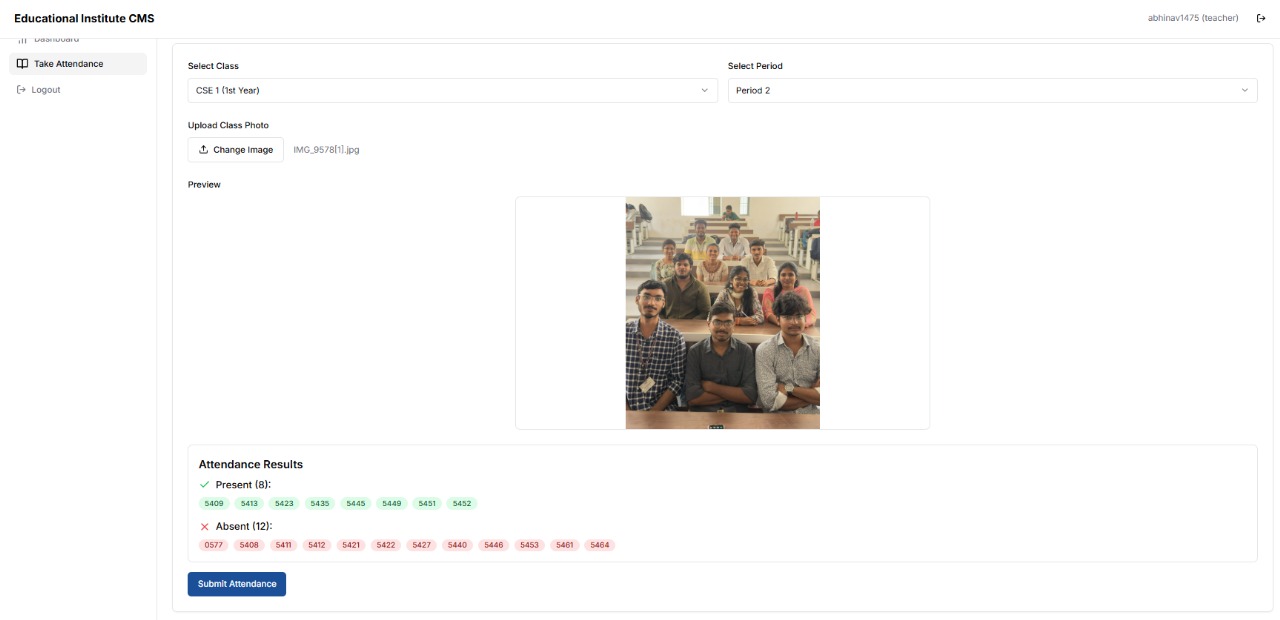 Educational Institute CMS
abhinav1475 (teacher)
Dashboard
Take Attendance
Logout
Select Class
Select Period
CSE 1 (1st Year)
Period 2
Upload Class Photo
Change Image
IMG_9578[1].jpg
Preview
Attendance Results
Present (8):
5409 5413 5423 5435 5445 5449 5451 5452
Absent (12):
0577 5408 5411 5412 5421 5422 5427 5440 5446 5453 5461 5464
Submit Attendance